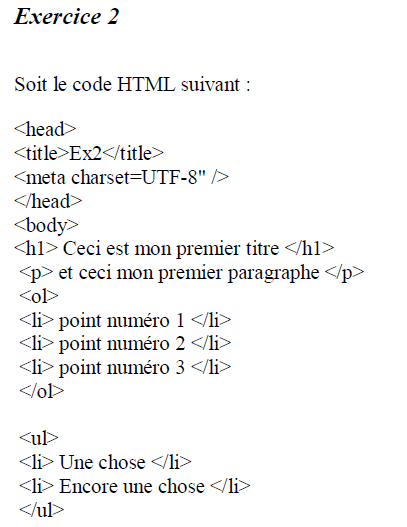 Exercice 2
Soit le code HTML suivant :
<head>
<title>Ex2</title>
<meta charset=UTF-8" />
</head>
<body>
<h1> Ceci est mon premier titre </h1>
<p> et ceci mon premier paragraphe </p>
<ol>
<li> point numéro 1 </li>
<li> point numéro 2 </li>
<li> point numéro 3 </li>
</ol>
<ul>
<li> Une chose </li>
<li> Encore une chose </li>
</ul>